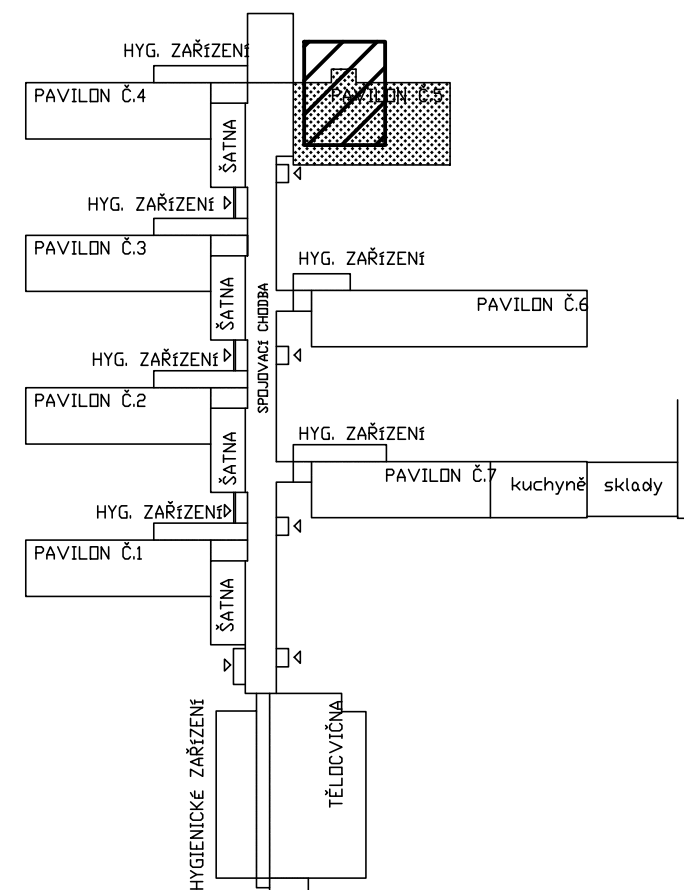 HYG. ZAŘÍZENÍ
PAVILON Č.4
PAVILON Č.5
ŠATNA
HYG. ZAŘÍZENÍ
PAVILON Č.3
HYG. ZAŘÍZENÍ
ŠATNA
SPOJOVACÍ CHODBA
PAVILON Č.6
HYG. ZAŘÍZENÍ
PAVILON Č.2
HYG. ZAŘÍZENÍ
ŠATNA
PAVILON Č.7
kuchyně
sklady
HYG. ZAŘÍZENÍ
PAVILON Č.1
ŠATNA
HYGIENICKÉ ZAŘÍZENÍ
TĚLOCVIČNA